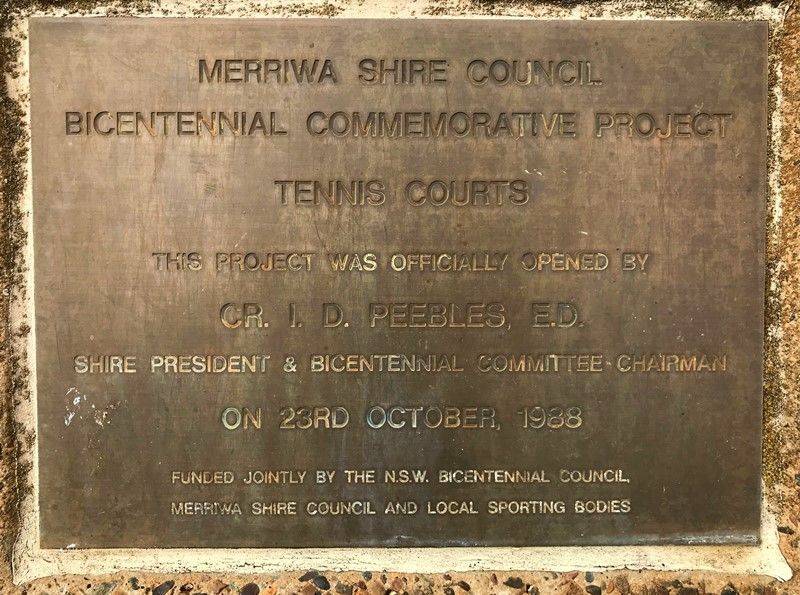 MERRIWA SHIRE COUNCIL
BICENTENNIAL COMMEMORATIVE PROJECT
TENNIS COURTS
THIS PROJECT WAS OFFICIALLY OPENED BY
CR. I. D. PEEBLES, E.D.
SHIRE PRESIDENT & BICENTENNIAL COMMITTEE CHAIRMAN
ON 23RD OCTOBER, 1988
FUNDED JOINTLY BY THE N.S.W. BICENTENNIAL COUNCIL,
MERRIWA SHIRE COUNCIL AND LOCAL SPORTING BODIES